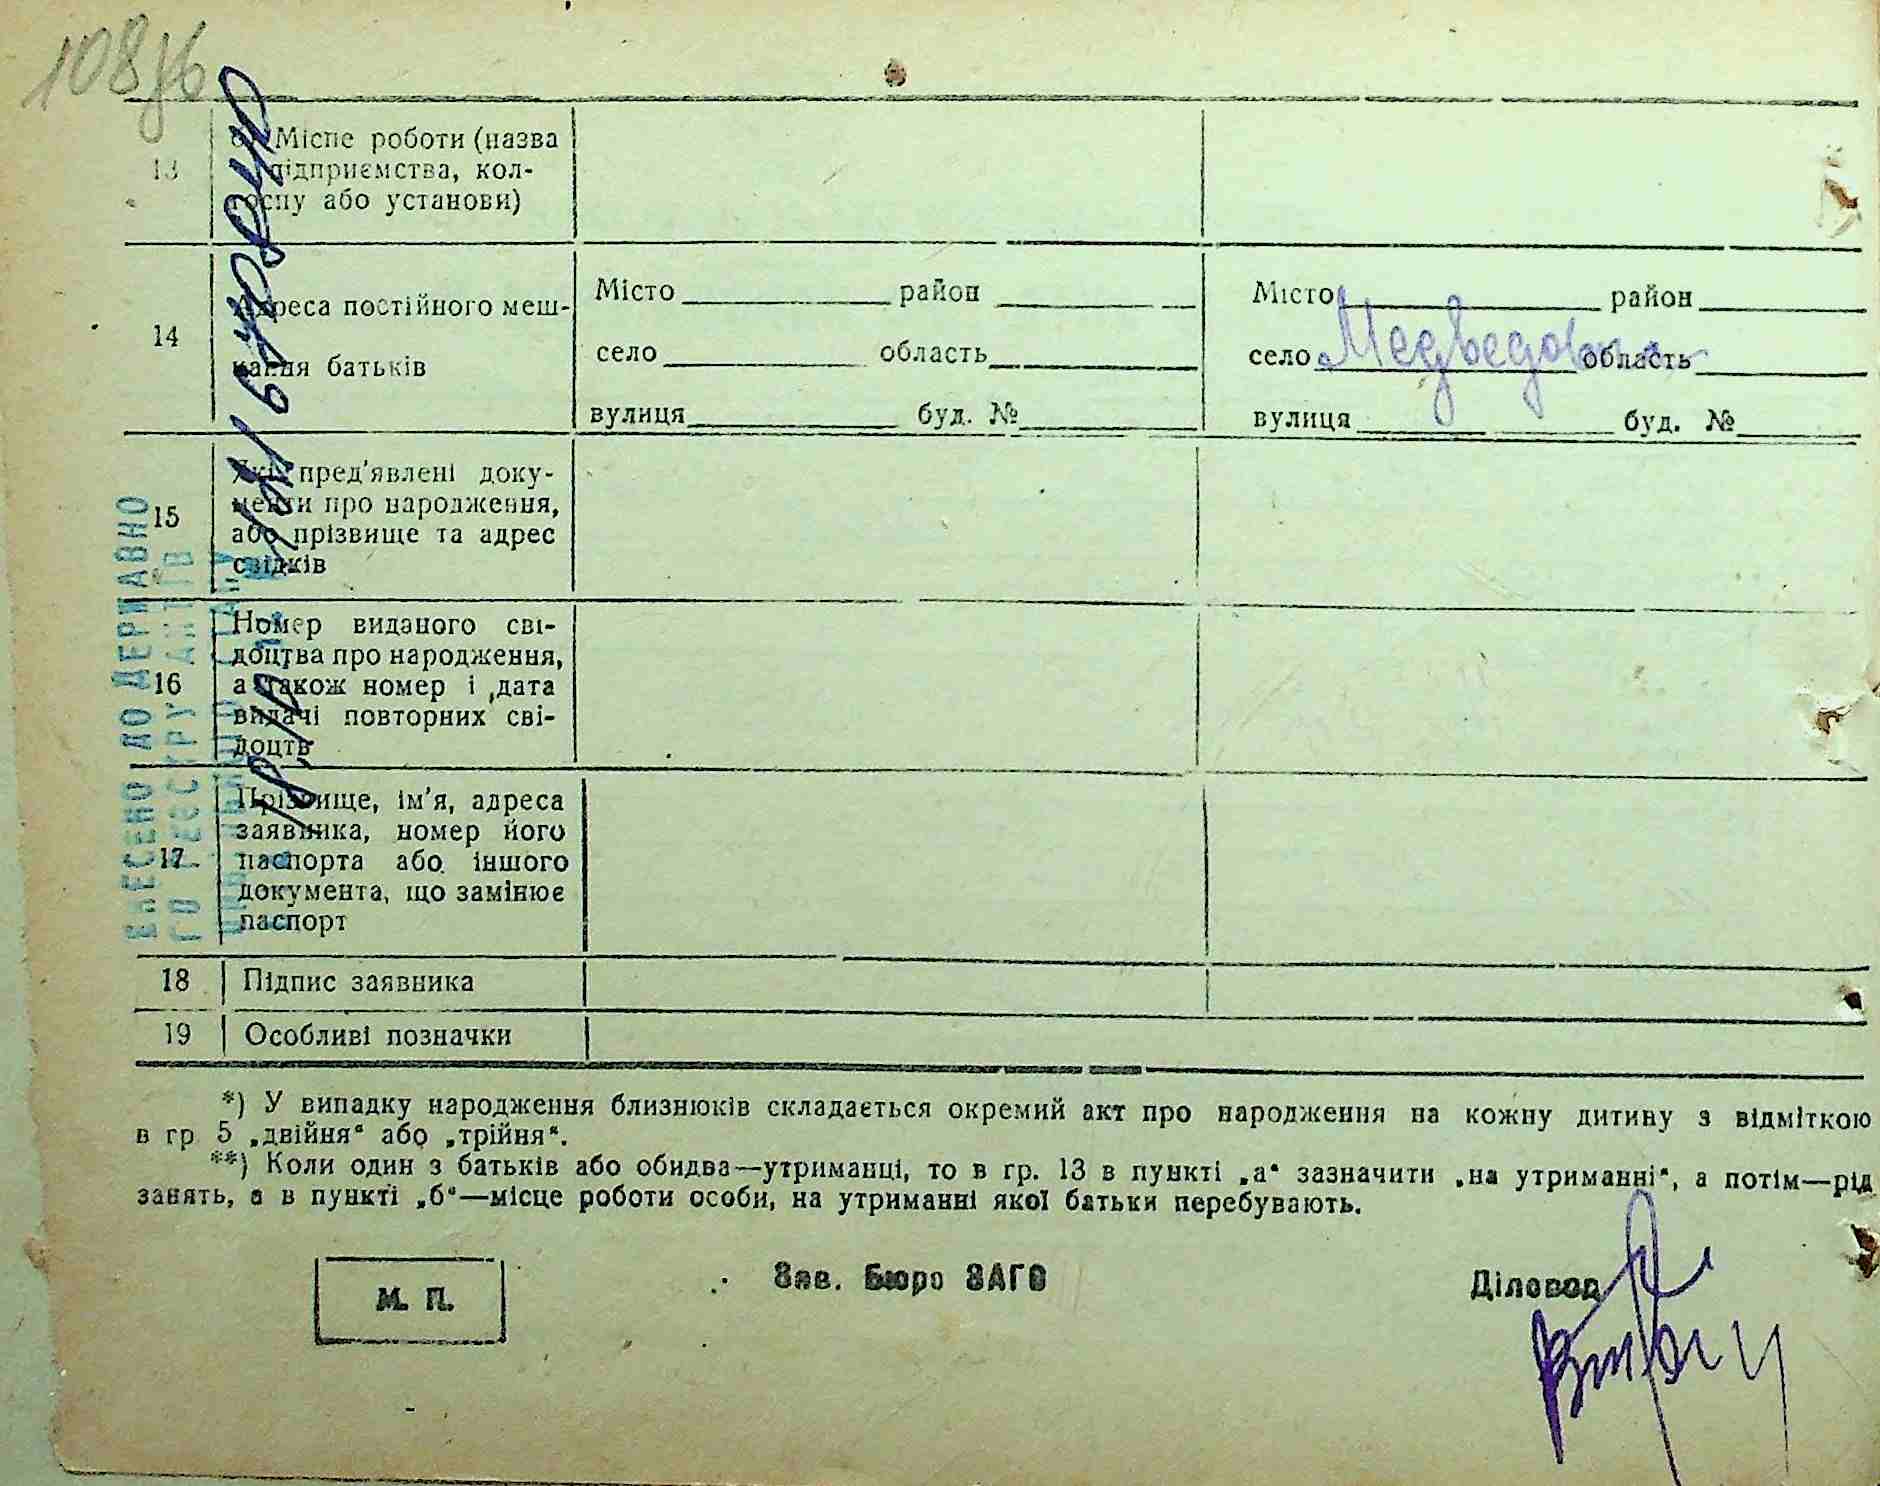 108
13 б) Місце роботи (назва
підприємства, кол-
госпу або установи)
14 Адреса постійного меш-
кання батьків
Місто район
село область
вулиця буд. №
Місто район
село Медведовка область
вулиця буд. №
15 Які пред'явлені доку-
менти про народження,
або прізвище та адрес
свідків
16 Номер виданого сві-
доцтва про народження,
а також номер і дата
видачі повторних сві-
доцтв
17 Прізвище, ім'я, адреса
заявника, номер його
паспорта або іншого
документа, що замінює
паспорт
18 Підпис заявника
19 Особливі позначки
ВНЕСЕНО ДО ДЕРЖАВНО
ГО РЕЄСТРУ АКТІВ
*) У випадку народження близнюків складається окремий акт про народження на кожну дитину з відміткою
в гр 5 „двійня“ або „трійня“.
**) Коли один з батьків або обидва—утриманці, то в гр. 13 в пункті „а“ зазначити „на утриманні“, а потім—рід
занять, а в пункті „б“—місце роботи особи, на утриманні якої батьки перебувають.
М. П.
Зав. Бюро ЗАГС
Діловод